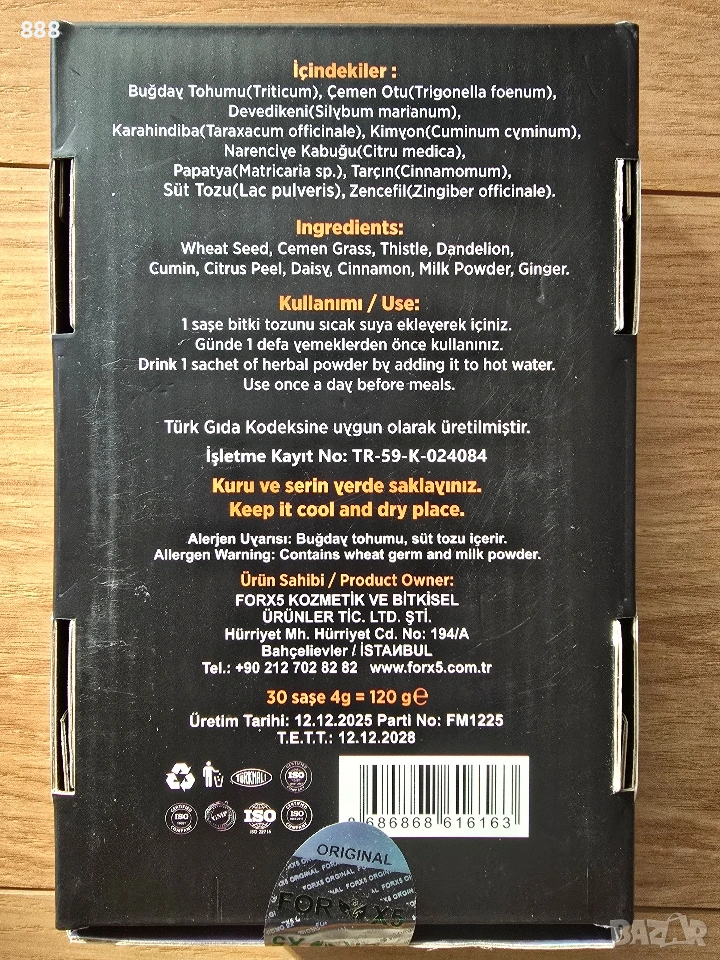 888
İçindekiler :
Buğday Tohumu(Triticum), Çemen Otu(Trigonella foenum),
Devedikeni(Silybum marianum),
Karahindiba(Taraxacum officinale), Kimyon(Cuminum cyminum),
Narenciye Kabuğu(Citru medica),
Papatya(Matricaria sp.), Tarçın(Cinnamomum),
Süt Tozu(Lac pulveris), Zencefil(Zingiber officinale).
Ingredients:
Wheat Seed, Cemen Grass, Thistle, Dandelion,
Cumin, Citrus Peel, Daisy, Cinnamon, Milk Powder, Ginger.
Kullanımı / Use:
1 saşe bitki tozunu sıcak suya ekleyerek içiniz.
Günde 1 defa yemeklerden önce kullanınız.
Drink 1 sachet of herbal powder by adding it to hot water.
Use once a day before meals.
Türk Gıda Kodeksine uygun olarak üretilmiştir.
İşletme Kayıt No: TR-59-K-024084
Kuru ve serin yerde saklayınız.
Keep it cool and dry place.
Alerjen Uyarısı: Buğday tohumu, süt tozu içerir.
Allergen Warning: Contains wheat germ and milk powder.
Ürün Sahibi / Product Owner:
FORX5 KOZMETİK VE BİTKİSEL
ÜRÜNLER TİC. LTD. ŞTİ.
Hürriyet Mh. Hürriyet Cd. No: 194/A
Bahçelievler / İSTANBUL
Tel.: +90 212 702 82 82 www.forx5.com.tr
30 saşe 4g = 120 g℮
Üretim Tarihi: 12.12.2025 Parti No: FM1225
T.E.T.T.: 12.12.2028
TÜRKMALI
ISO
ISO
GMP
ISO
ISO 22716
ISO
686868 616163
ORIGINAL
FORX5 ORGINAL
FORX5
BAZAR